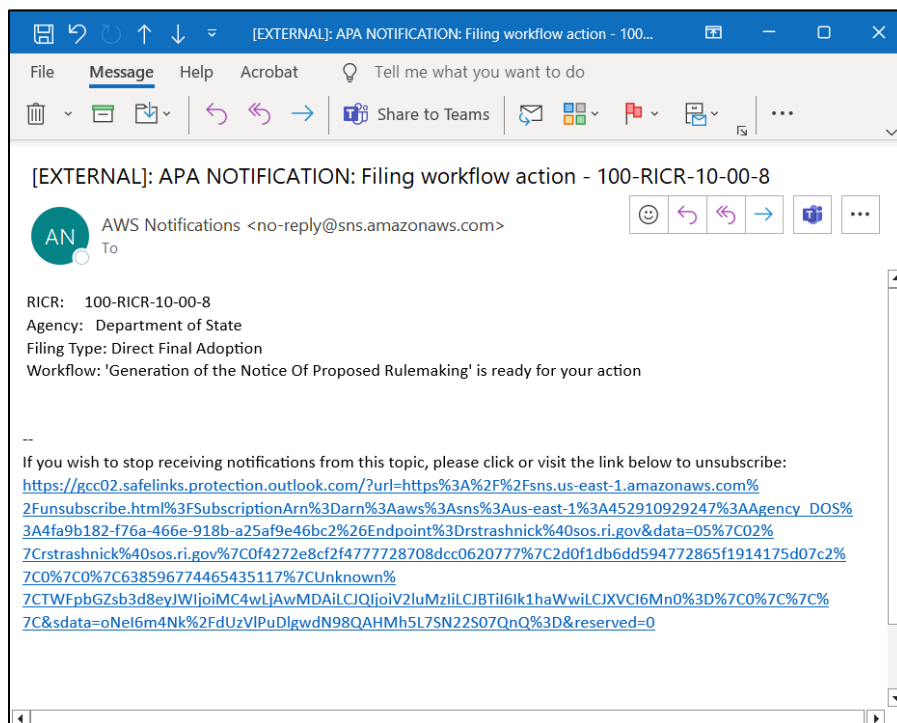 [EXTERNAL]: APA NOTIFICATION: Filing workflow action - 100...
File Message Help Acrobat Tell me what you want to do
Share to Teams
[EXTERNAL]: APA NOTIFICATION: Filing workflow action - 100-RICR-10-00-8
AN
AWS Notifications <no-reply@sns.amazonaws.com>
To
RICR: 100-RICR-10-00-8
Agency: Department of State
Filing Type: Direct Final Adoption
Workflow: 'Generation of the Notice Of Proposed Rulemaking' is ready for your action
--
If you wish to stop receiving notifications from this topic, please click or visit the link below to unsubscribe:
https://gcc02.safelinks.protection.outlook.com/?url=https%3A%2F%2Fsns.us-east-1.amazonaws.com%
2Funsubscribe.html%3FSubscriptionArn%3Darn%3Aaws%3Asns%3Aus-east-1%3A452910929247%3AAgency_DOS%
3A4fa9b182-f76a-466e-918b-a25af9e46bc2%26Endpoint%3Drstrashnick%40sos.ri.gov&data=05%7C02%
7Crstrashnick%40sos.ri.gov%7C0f4272e8cf2f4777728708dcc0620777%7C2d0f1db6dd594772865f1914175d07c2%
7C0%7C0%7C638596774465435117%7CUnknown%
7CTWFpbGZsb3d8eyJWIjoiMC4wLjAwMDAiLCJQIjoiV2luMzIiLCJBTiI6Ik1haWwiLCJXVCI6Mn0%3D%7C0%7C%7C%
7C&sdata=oNeI6m4Nk%2FdUzVlPuDlgwdN98QAHMh5L7SN22S07QnQ%3D&reserved=0